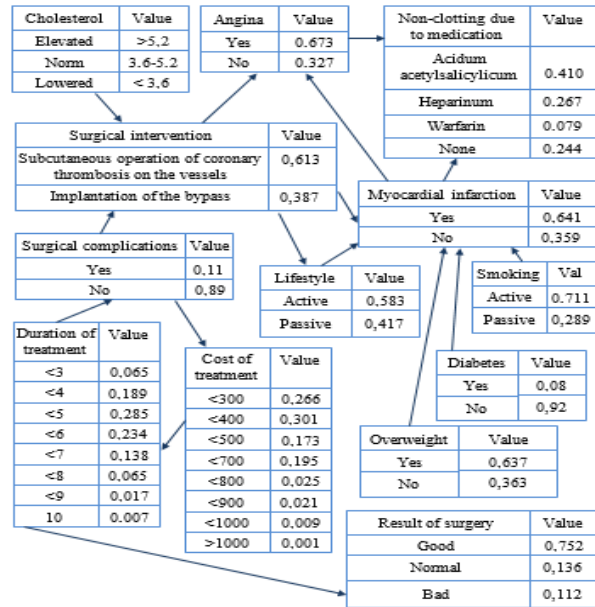 Cholesterol Value
Elevated >5,2
Norm 3.6-5.2
Lowered < 3,6
Angina Value
Yes 0.673
No 0.327
Non-clotting due to medication Value
Acidum acetylsalicylicum 0.410
Heparinum 0.267
Warfarin 0.079
None 0.244
Surgical intervention Value
Subcutaneous operation of coronary thrombosis on the vessels 0,613
Implantation of the bypass 0,387
Myocardial infarction Value
Yes 0,641
No 0.359
Surgical complications Value
Yes 0,11
No 0,89
Lifestyle Value
Active 0,583
Passive 0,417
Smoking Val
Active 0.711
Passive 0,289
Duration of treatment Value
<3 0,065
<4 0,189
<5 0,285
<6 0,234
<7 0,138
<8 0,065
<9 0,017
10 0.007
Cost of treatment Value
<300 0,266
<400 0,301
<500 0,173
<700 0,195
<800 0,025
<900 0,021
<1000 0,009
>1000 0,001
Diabetes Value
Yes 0,08
No 0,92
Overweight Value
Yes 0,637
No 0,363
Result of surgery Value
Good 0,752
Normal 0,136
Bad 0,112